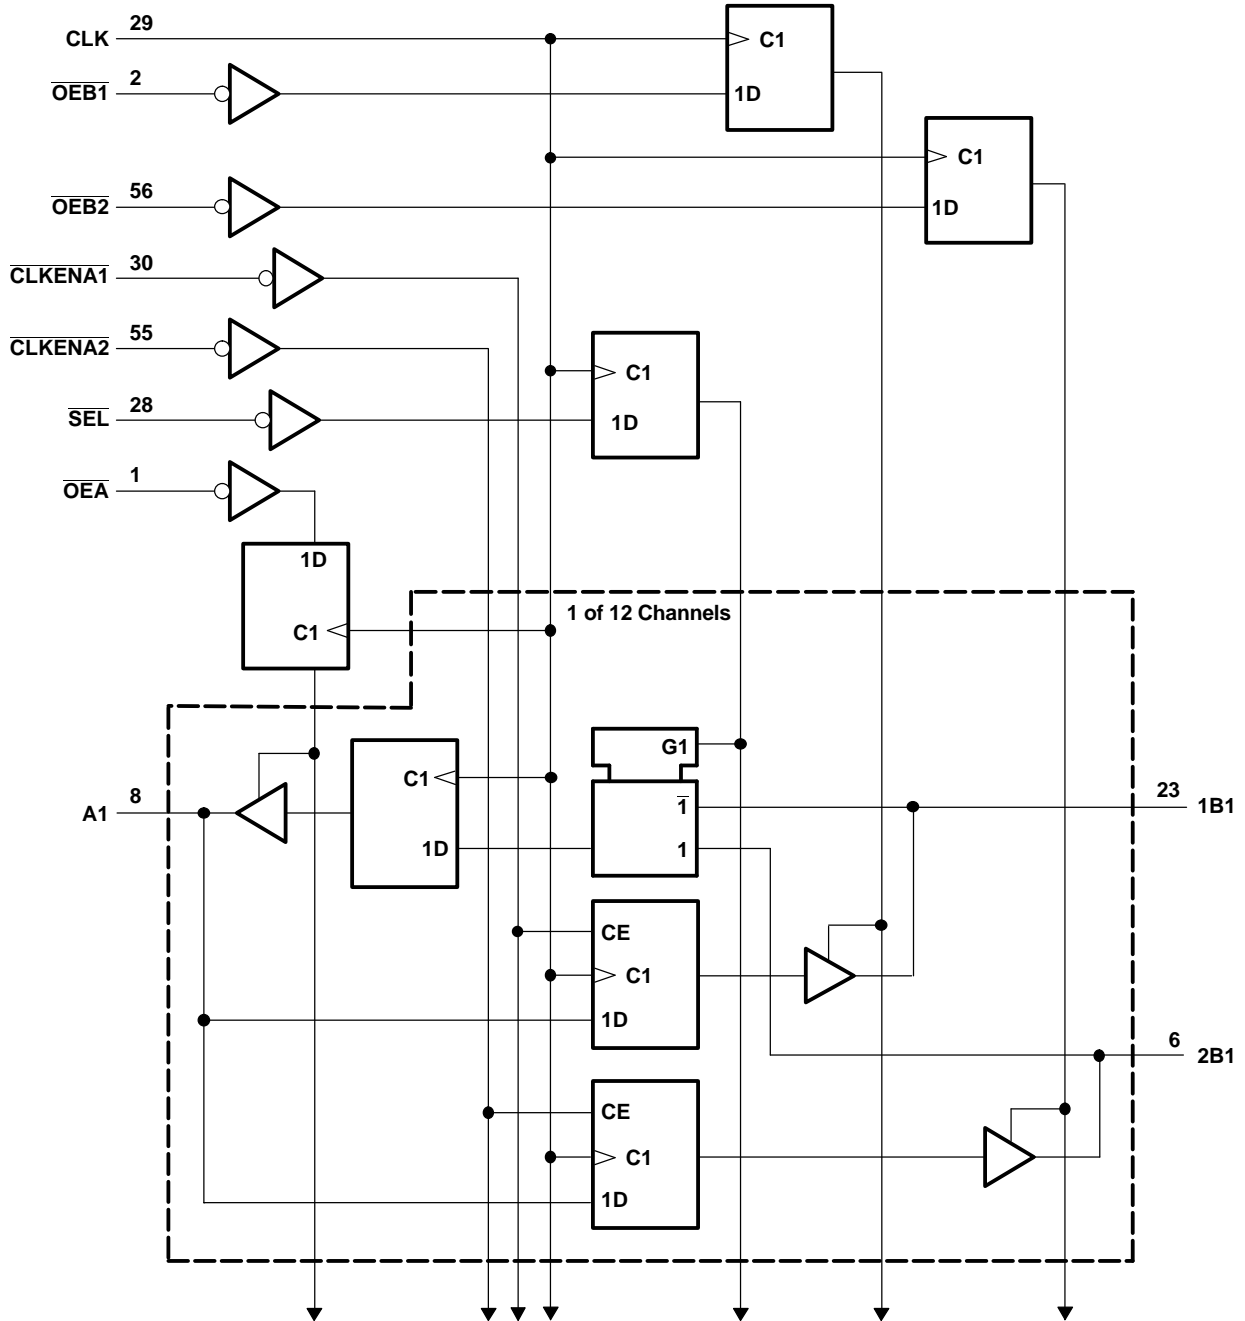 CLK 29 C1
OEB1 2 1D
C1
OEB2 56 1D
CLKENA1 30
CLKENA2 55
C1
SEL 28 1D
OEA 1
1D
1 of 12 Channels
C1
G1
C1
A1 8 1 23 1B1
1D 1
CE
C1
1D
6 2B1
CE
C1
1D